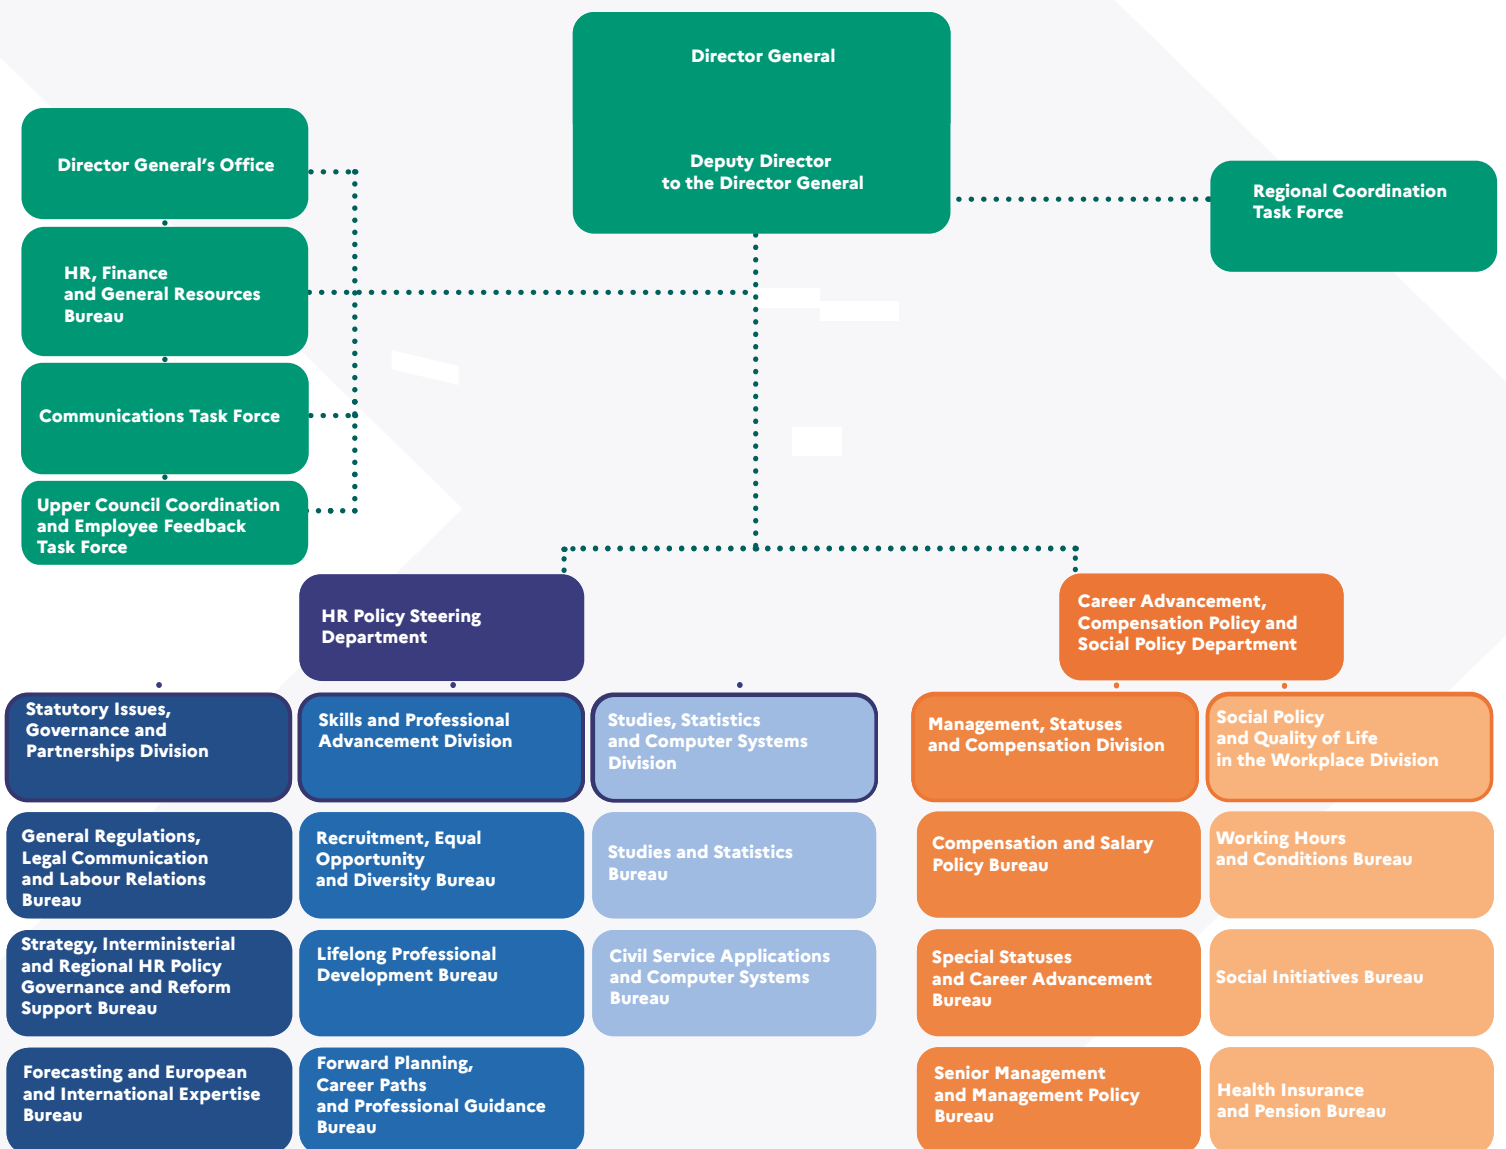 Director General
Deputy Director
to the Director General
Director General’s Office
HR, Finance
and General Resources
Bureau
Communications Task Force
Upper Council Coordination
and Employee Feedback
Task Force
Regional Coordination
Task Force
HR Policy Steering
Department
Career Advancement,
Compensation Policy and
Social Policy Department
Statutory Issues,
Governance and
Partnerships Division
General Regulations,
Legal Communication
and Labour Relations
Bureau
Strategy, Interministerial
and Regional HR Policy
Governance and Reform
Support Bureau
Forecasting and European
and International Expertise
Bureau
Skills and Professional
Advancement Division
Recruitment, Equal
Opportunity
and Diversity Bureau
Lifelong Professional
Development Bureau
Forward Planning,
Career Paths
and Professional Guidance
Bureau
Studies, Statistics
and Computer Systems
Division
Studies and Statistics
Bureau
Civil Service Applications
and Computer Systems
Bureau
Management, Statuses
and Compensation Division
Compensation and Salary
Policy Bureau
Special Statuses
and Career Advancement
Bureau
Senior Management
and Management Policy
Bureau
Social Policy
and Quality of Life
in the Workplace Division
Working Hours
and Conditions Bureau
Social Initiatives Bureau
Health Insurance
and Pension Bureau